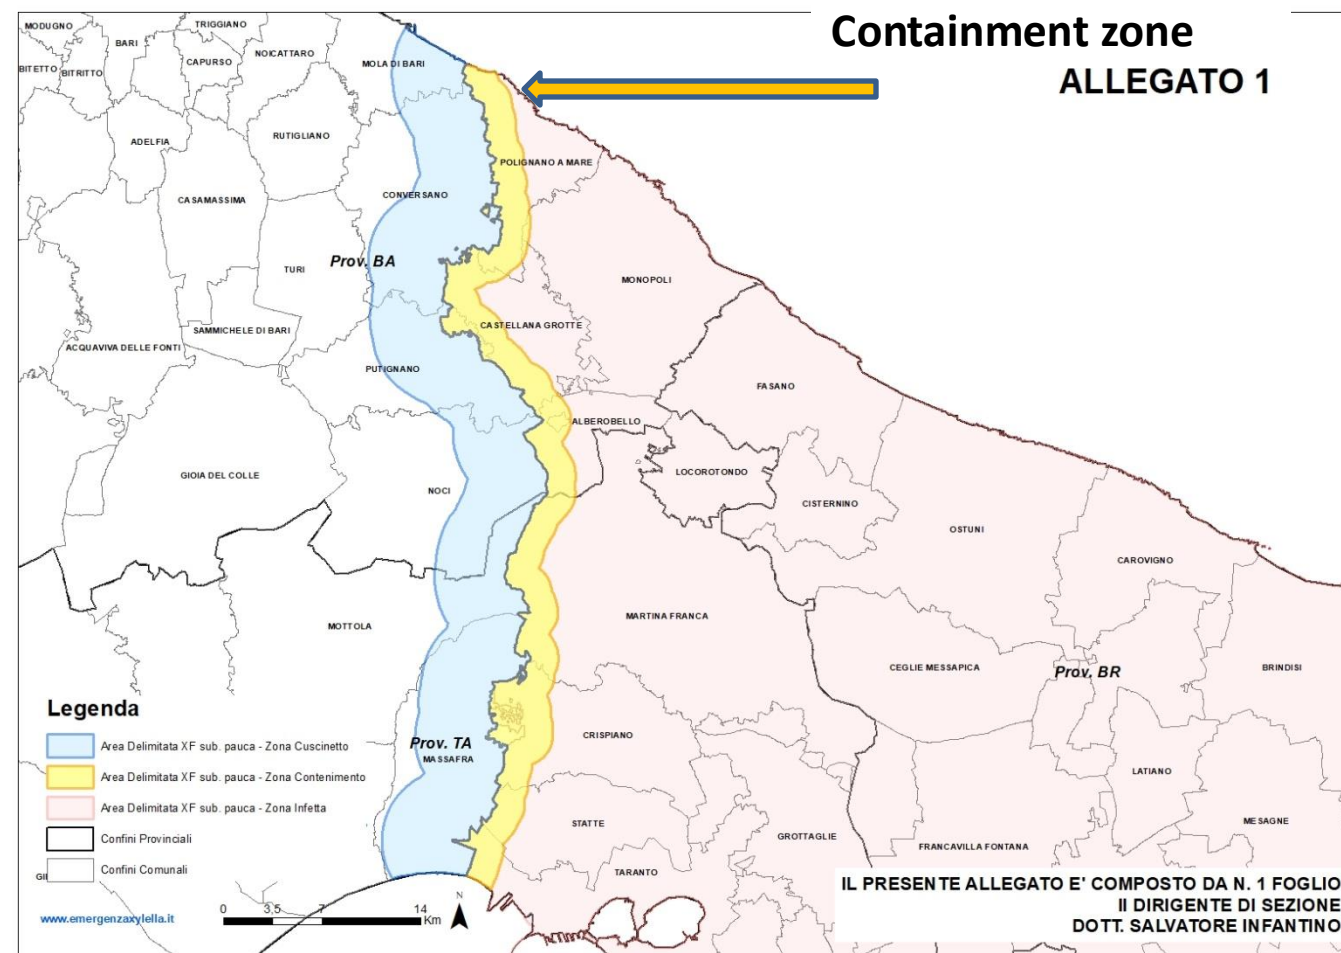 Containment zone
ALLEGATO 1
MODUGNO
TRIGGIANO
BARI
NOICATTARO
BITETTO
BITRITTO
CAPURSO
MOLA DI BARI
ADELFIA
RUTIGLIANO
POLIGNANO A MARE
CASAMASSIMA
CONVERSANO
Prov. BA
TURI
MONOPOLI
SAMMICHELE DI BARI
CASTELLANA GROTTE
ACQUAVIVA DELLE FONTI
PUTIGNANO
FASANO
ALBEROBELLO
GIOIA DEL COLLE
LOCOROTONDO
NOCI
CISTERNINO
OSTUNI
CAROVIGNO
MARTINA FRANCA
MOTTOLA
CEGLIE MESSAPICA
Prov. BR
BRINDISI
Legenda
Area Delimitata XF sub. pauca - Zona Cuscinetto
Area Delimitata XF sub. pauca - Zona Contenimento
Area Delimitata XF sub. pauca - Zona Infetta
Confini Provinciali
Confini Comunali
Prov. TA
MASSAFRA
CRISPIANO
LATIANO
STATTE
GROTTAGLIE
MESAGNE
FRANCAVILLA FONTANA
TARANTO
www.emergenzaxylella.it
0 3,5 7 14
Km
N
IL PRESENTE ALLEGATO E' COMPOSTO DA N. 1 FOGLIO
Il DIRIGENTE DI SEZIONE
DOTT. SALVATORE INFANTINO